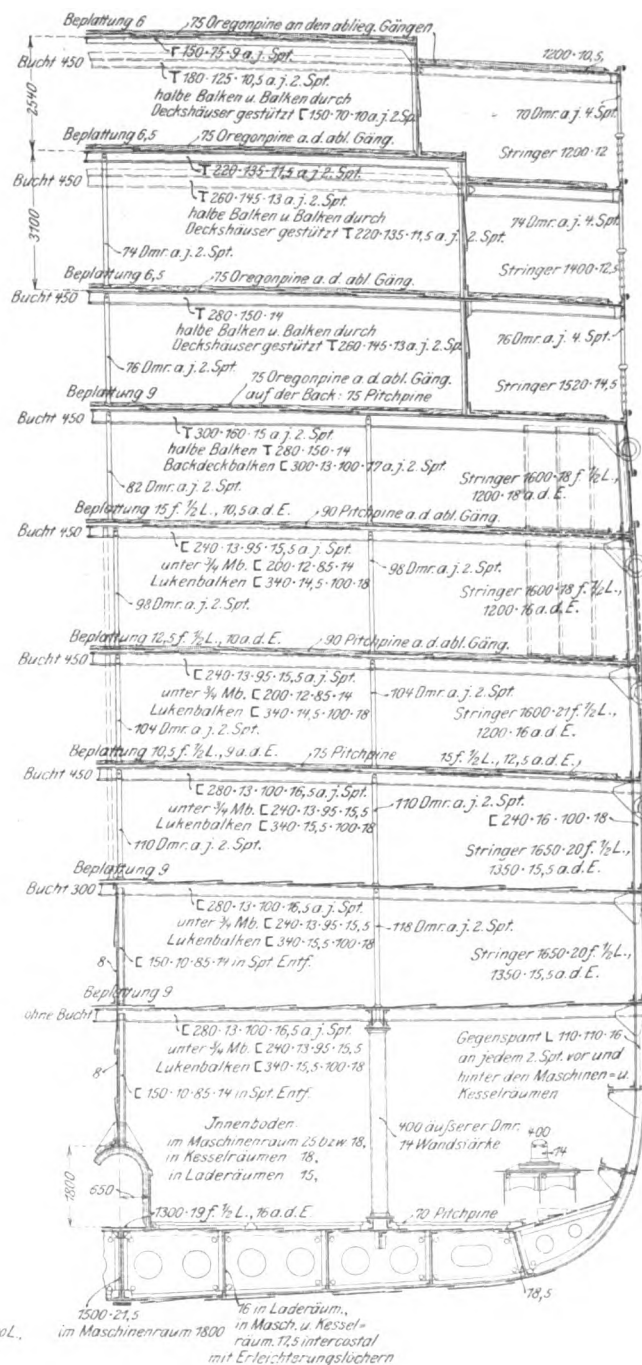 Beplattung 6
75 Oregonpine an den ablieg. Gängen
Bucht 450
[150·75·9 a.j. Spt.
T 180·125·10,5 a.j. 2. Spt.
halbe Balken u. Balken durch
Deckshäuser gestützt [150·70·10 a.j. 2. Sp
1200·10,5,
70 Dmr. a.j. 4. Spt.
Stringer 1200·12
2540
Beplattung 6,5
75 Oregonpine a.d. abl. Gäng.
Bucht 450
T 220·135·11,5 a.j. 2. Spt.
T 260·145·13 a.j. 2. Spt.
halbe Balken u. Balken durch
Deckshäuser gestützt T 220·135·11,5 a.j. 2. Spt.
74 Dmr. a.j. 2. Spt.
74 Dmr. a.j. 4. Spt.
Stringer 1400·12,5
3100
Beplattung 6,5
75 Oregonpine a.d. abl. Gäng.
Bucht 450
T 280·150·14
halbe Balken u. Balken durch
Deckshäuser gestützt T 260·145·13 a.j. 2. Sp
76 Dmr. a.j. 2. Spt.
76 Dmr. a.j. 4. Spt.
Stringer 1520·14,5
Beplattung 9
75 Oregonpine a.d. abl. Gäng.
auf der Back: 75 Pitchpine
Bucht 450
T 300·160·15 a.j. 2. Spt.
halbe Balken T 280·150·14
Backdeckbalken [300·13·100·17 a.j. 2. Spt.
82 Dmr. a.j. 2. Spt.
Stringer 1600·18 f. ½ L.,
1200·18 a.d. E.
Beplattung 15 f. ½ L., 10,5 a.d. E.
90 Pitchpine a.d. abl. Gäng.
Bucht 450
[240·13·95·15,5 a.j. Spt.
unter ¾ Mb. [200·12·85·14
Lukenbalken [340·14,5·100·18
98 Dmr. a.j. 2. Spt.
98 Dmr. a.j. 2. Spt.
Stringer 1600·18 f. ½ L.,
1200·16 a.d. E.
Beplattung 12,5 f. ½ L., 10 a.d. E.
90 Pitchpine a.d. abl. Gäng.
Bucht 450
[240·13·95·15,5 a.j. Spt.
unter ¾ Mb. [200·12·85·14
Lukenbalken [340·14,5·100·18
104 Dmr. a.j. 2. Spt.
104 Dmr. a.j. 2. Spt.
Stringer 1600·21 f. ½ L.,
1200·16 a.d. E.
Beplattung 10,5 f. ½ L., 9 a.d. E.
75 Pitchpine
15 f. ½ L., 12,5 a.d. E.,
Bucht 450
[280·13·100·16,5 a.j. Spt.
unter ¾ Mb. [240·13·95·15,5
Lukenbalken [340·15,5·100·18
110 Dmr. a.j. 2. Spt.
110 Dmr. a.j. 2. Spt.
[240·16·100·18
Stringer 1650·20 f. ½ L.,
1350·15,5 a.d. E.
Beplattung 9
Bucht 300
[280·13·100·16,5 a.j. Spt.
unter ¾ Mb. [240·13·95·15,5
Lukenbalken [340·15,5·100·18
118 Dmr. a.j. 2. Spt.
[150·10·85·14 in Spt. Entf.
8
Stringer 1650·20 f. ½ L.,
1350·15,5 a.d. E.
Beplattung 9
ohne Bucht
[280·13·100·16,5 a.j. Spt.
unter ¾ Mb. [240·13·95·15,5
Lukenbalken [340·15,5·100·18
8
[150·10·85·14 in Spt. Entf.
Gegenspant L 110·110·16
an jedem 2. Spt. vor und
hinter den Maschinen= u.
Kesselräumen
Jnnenboden
im Maschinenraum 25 bzw. 18,
in Kesselräumen 18,
in Laderäumen 15,
400 äußerer Dmr.
14 Wandstärke
400
14
1800
650
1300·19 f. ½ L., 16 a.d. E.
70 Pitchpine
18,5
1500·21,5
im Maschinenraum 1800
16 in Laderäum.,
in Masch. u. Kessel=
räum. 17,5 intercostal
mit Erleichterungslöchern